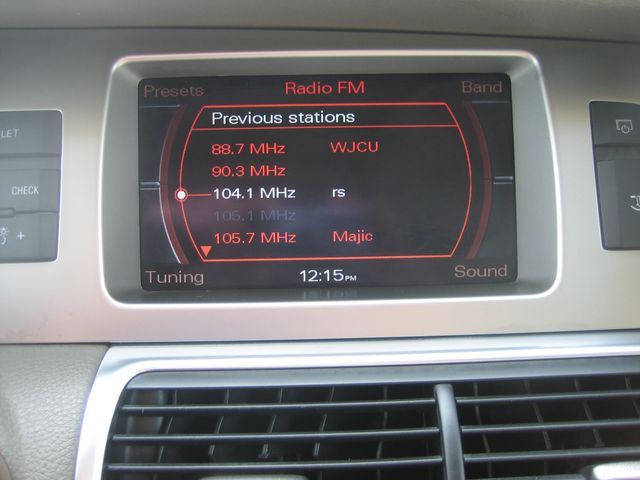 Presets Radio FM Band
Previous stations
88.7 MHz WJCU
90.3 MHz
104.1 MHz rs
105.1 MHz
105.7 MHz Majic
Tuning 12:15PM Sound
LET
CHECK
+